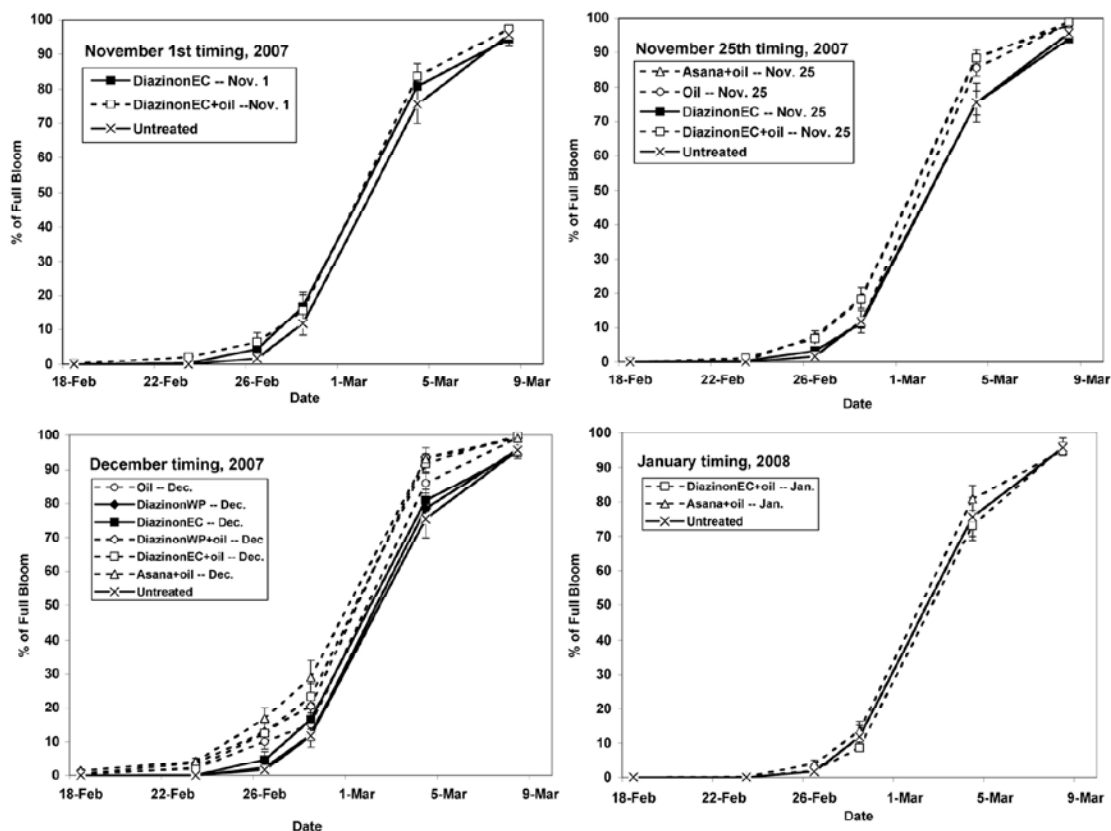 November 1st timing, 2007
DiazinonEC -- Nov. 1
DiazinonEC+oil --Nov. 1
Untreated
% of Full Bloom
100
90
80
70
60
50
40
30
20
10
0
18-Feb 22-Feb 26-Feb 1-Mar 5-Mar 9-Mar
Date
November 25th timing, 2007
Asana+oil -- Nov. 25
Oil -- Nov. 25
DiazinonEC -- Nov. 25
DiazinonEC+oil -- Nov. 25
Untreated
% of Full Bloom
100
90
80
70
60
50
40
30
20
10
0
18-Feb 22-Feb 26-Feb 1-Mar 5-Mar 9-Mar
Date
December timing, 2007
Oil -- Dec.
DiazinonWP -- Dec.
DiazinonEC -- Dec.
DiazinonWP+oil -- Dec
DiazinonEC+oil -- Dec.
Asana+oil -- Dec.
Untreated
% of Full Bloom
100
90
80
70
60
50
40
30
20
10
0
18-Feb 22-Feb 26-Feb 1-Mar 5-Mar 9-Mar
Date
January timing, 2008
DiazinonEC+oil -- Jan.
Asana+oil -- Jan.
Untreated
% of Full Bloom
100
90
80
70
60
50
40
30
20
10
0
18-Feb 22-Feb 26-Feb 1-Mar 5-Mar 9-Mar
Date